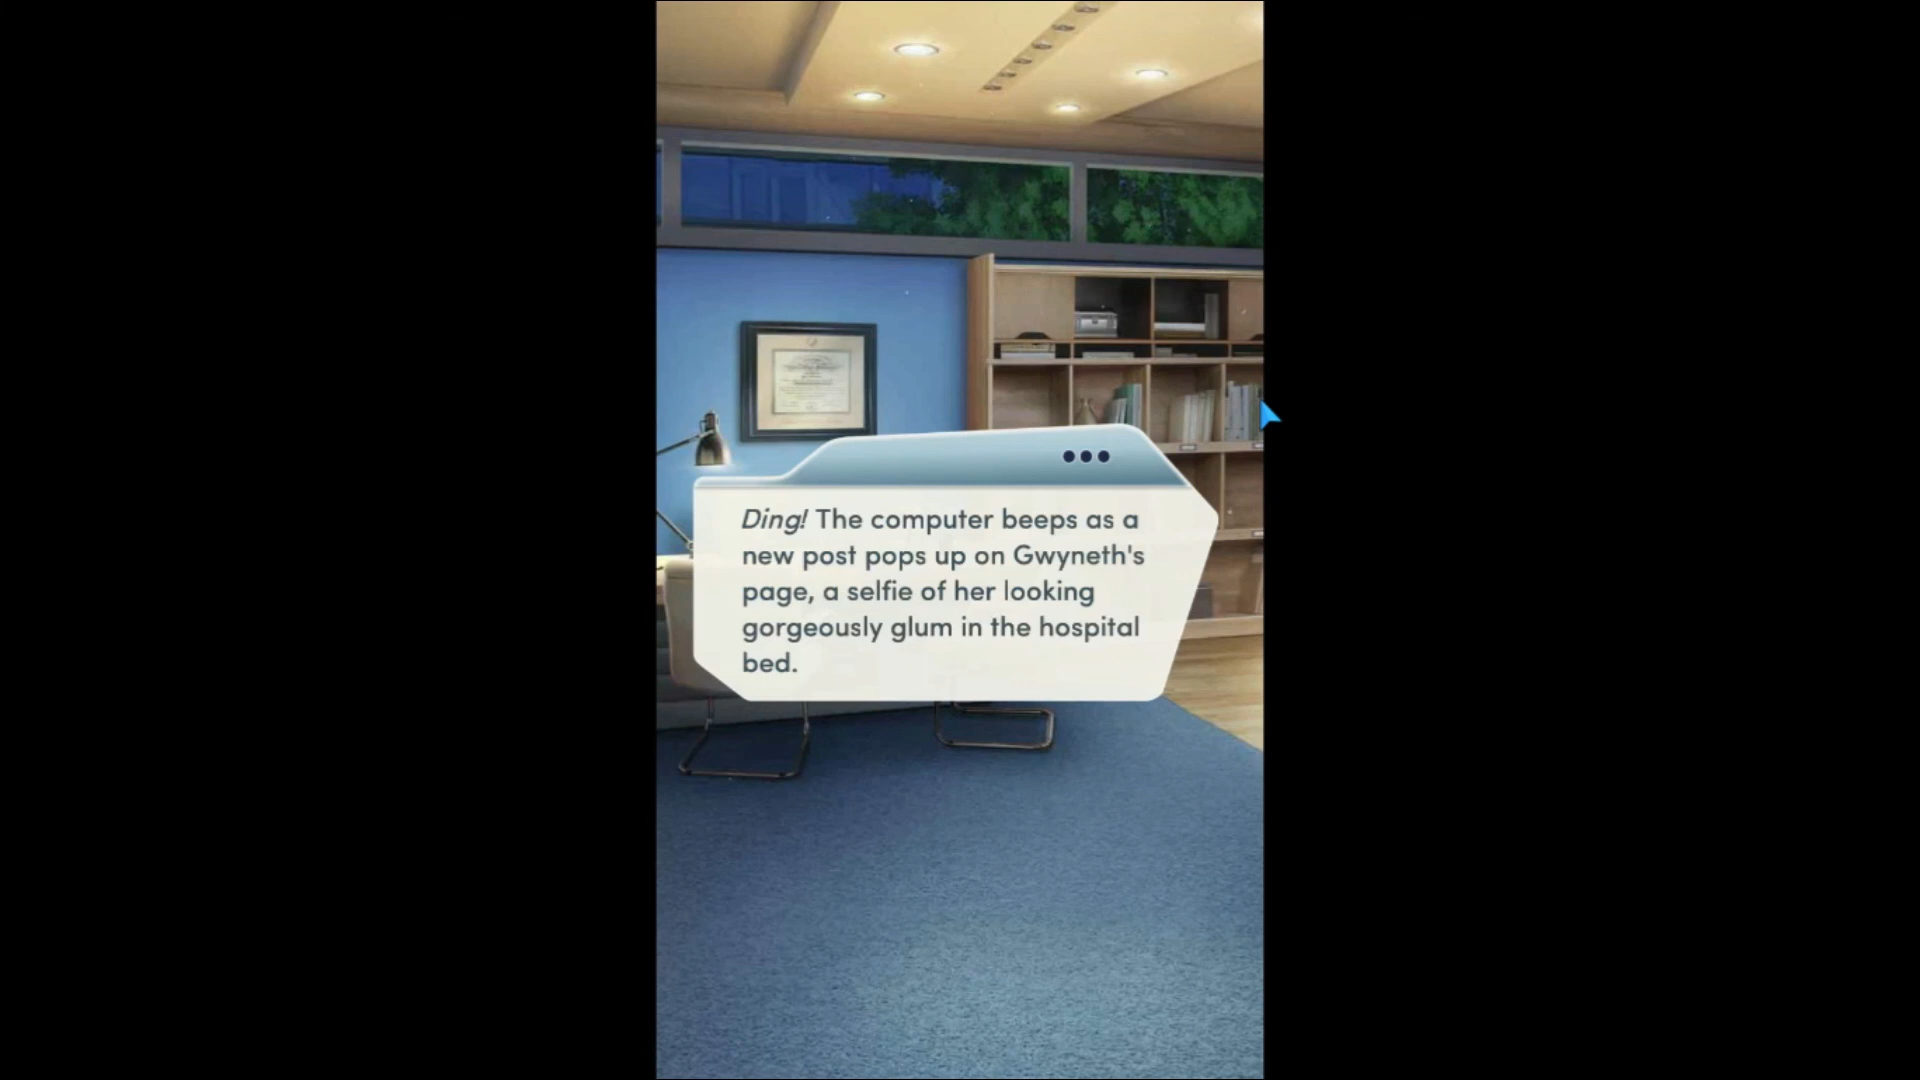 Ding! The computer beeps as a
new post pops up on Gwyneth's
page, a selfie of her looking
gorgeously glum in the hospital
bed.